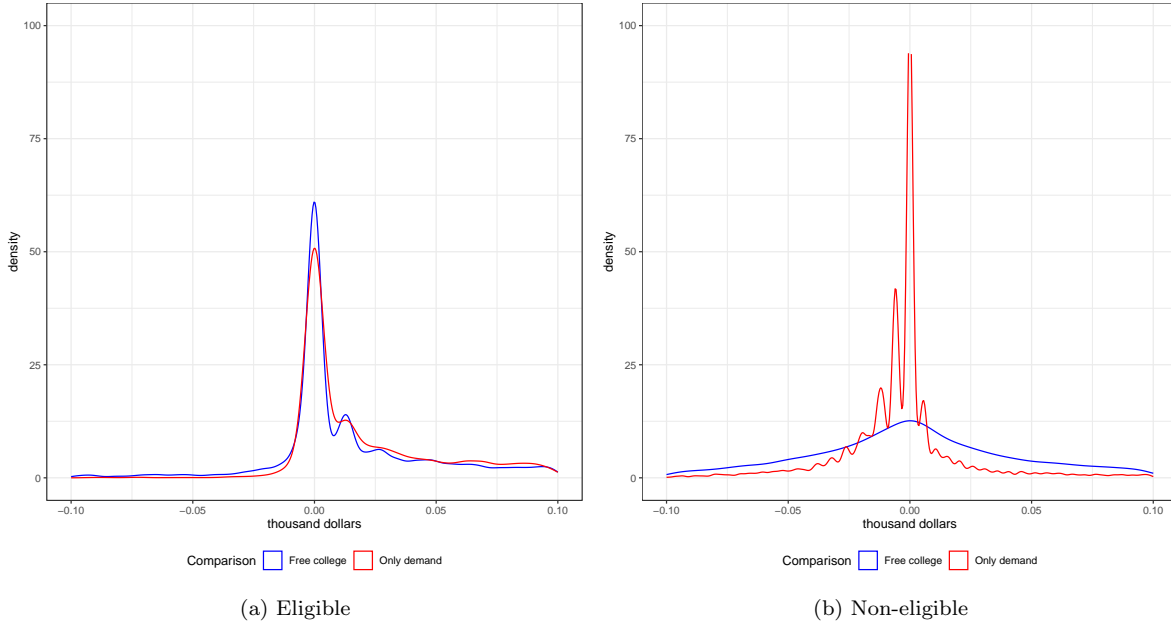 100
75
50
25
0
density
−0.10
−0.05
0.00
0.05
0.10
thousand dollars
Comparison
Free college
Only demand
(a) Eligible
100
75
50
25
0
density
−0.10
−0.05
0.00
0.05
0.10
thousand dollars
Comparison
Free college
Only demand
(b) Non-eligible